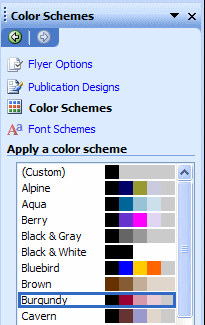 Color Schemes
Flyer Options
Publication Designs
Color Schemes
Font Schemes
Apply a color scheme
(Custom)
Alpine
Aqua
Berry
Black & Gray
Black & White
Bluebird
Brown
Burgundy
Cavern